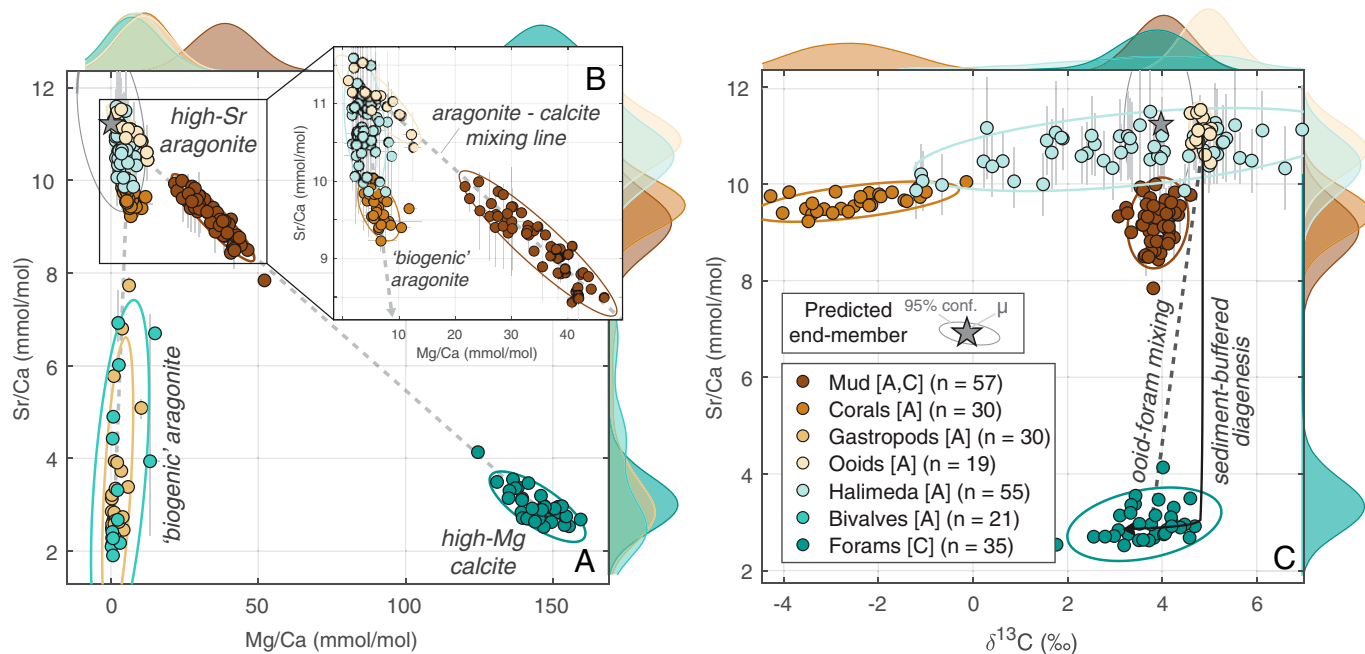 12
10
8
6
4
2
Sr/Ca (mmol/mol)
0
50
100
150
Mg/Ca (mmol/mol)
high-Sr
aragonite
'biogenic' aragonite
high-Mg
calcite
A
B
11
10
9
Sr/Ca (mmol/mol)
10
20
30
40
Mg/Ca (mmol/mol)
aragonite - calcite
mixing line
'biogenic'
aragonite
12
10
8
6
4
2
Sr/Ca (mmol/mol)
-4
-2
0
2
4
6
δ13C (‰)
Predicted
end-member
95% conf.
μ
Mud [A,C] (n = 57)
Corals [A] (n = 30)
Gastropods [A] (n = 30)
Ooids [A] (n = 19)
Halimeda [A] (n = 55)
Bivalves [A] (n = 21)
Forams [C] (n = 35)
ooid-foram mixing
sediment-buffered
diagenesis
C